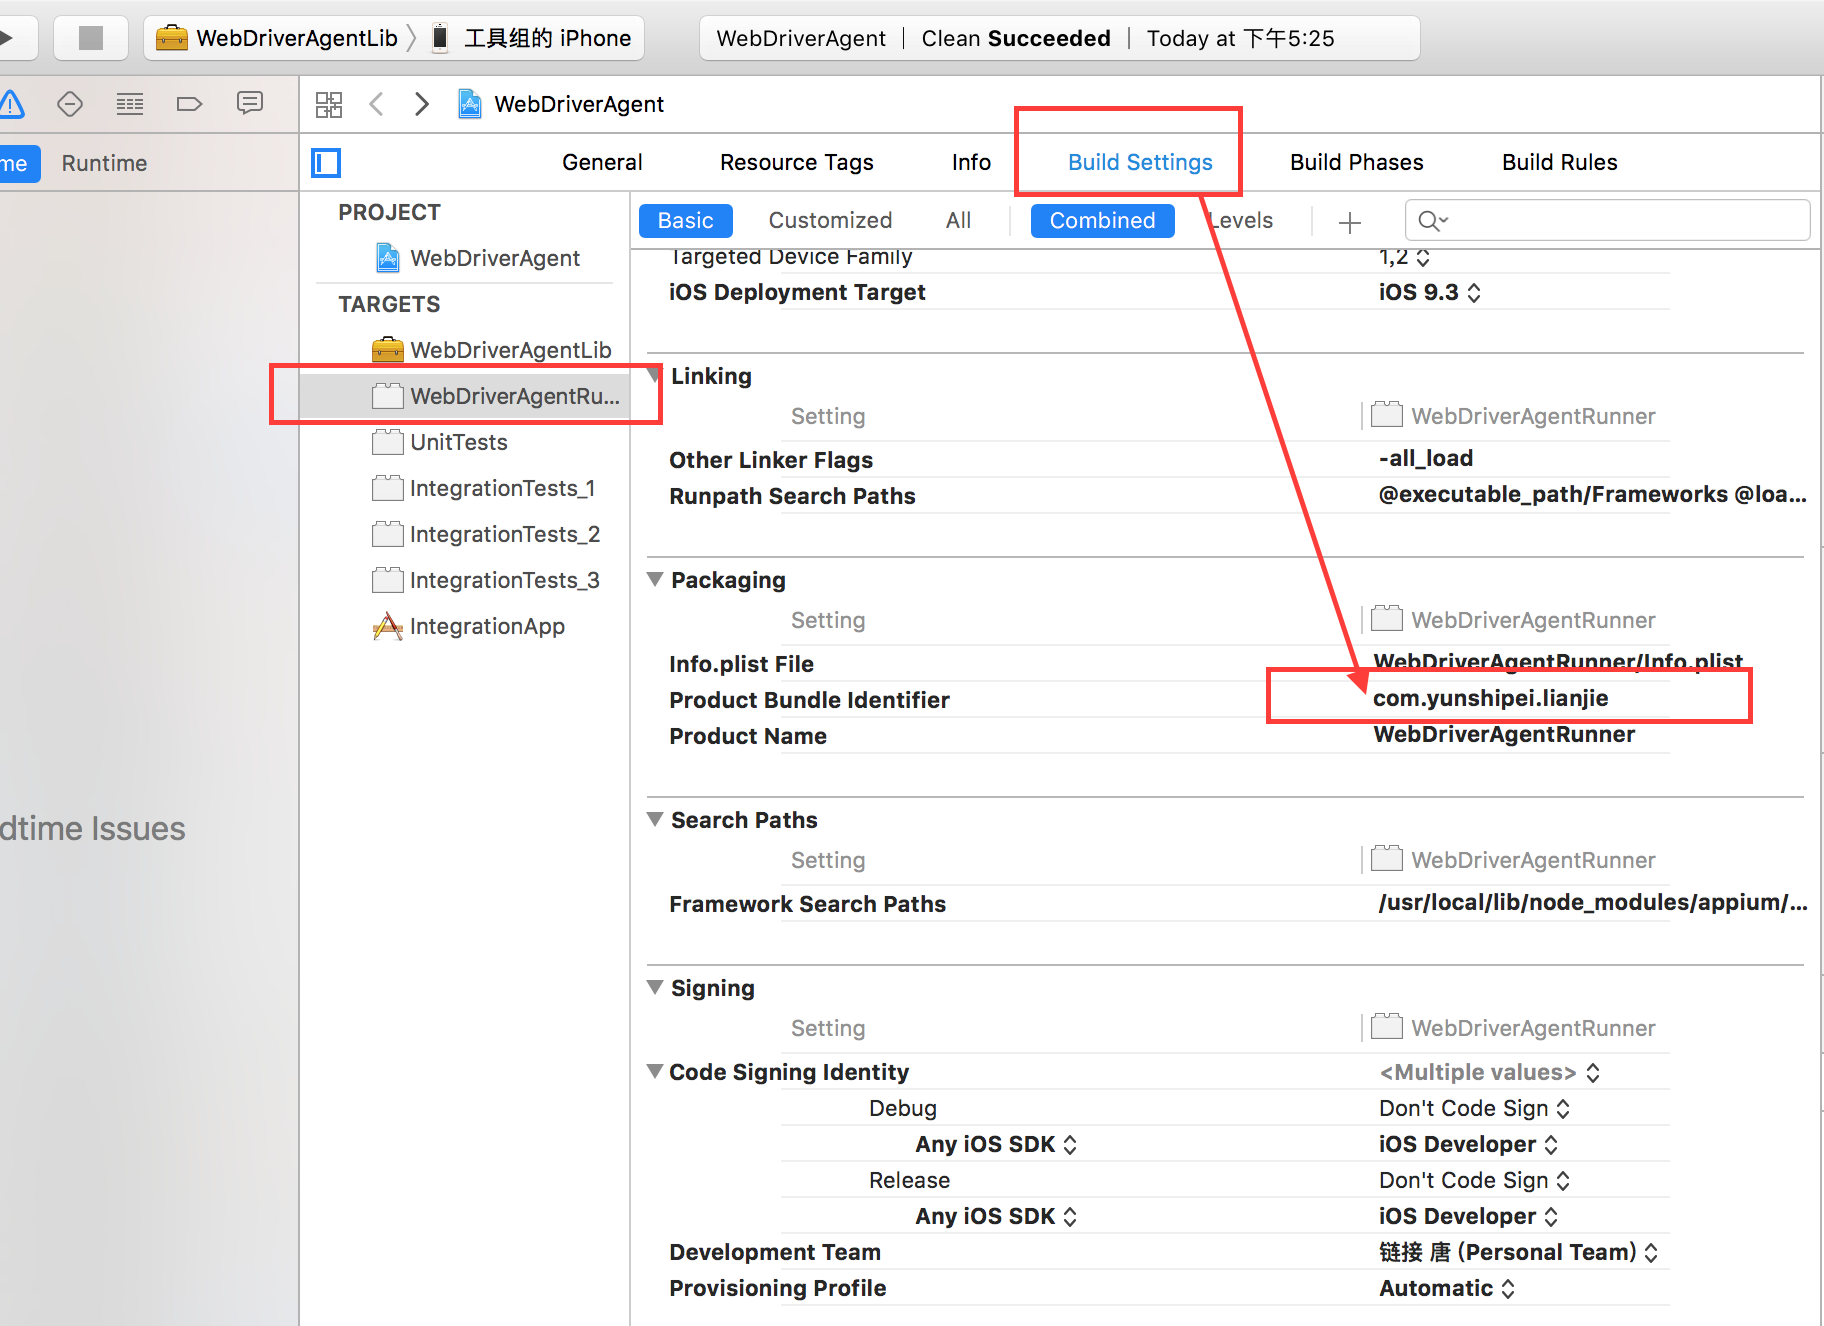 WebDriverAgentLib 〉 工具组的 iPhone
WebDriverAgent | Clean Succeeded | Today at 下午5:25
WebDriverAgent
me Runtime
General Resource Tags Info Build Settings Build Phases Build Rules
PROJECT
WebDriverAgent
TARGETS
WebDriverAgentLib
WebDriverAgentRu...
UnitTests
IntegrationTests_1
IntegrationTests_2
IntegrationTests_3
IntegrationApp
dtime Issues
Basic Customized All Combined Levels +
Targeted Device Family 1,2
iOS Deployment Target iOS 9.3
Linking
Setting WebDriverAgentRunner
Other Linker Flags -all_load
Runpath Search Paths @executable_path/Frameworks @loa...
Packaging
Setting WebDriverAgentRunner
Info.plist File WebDriverAgentRunner/Info.plist
Product Bundle Identifier com.yunshipei.lianjie
Product Name WebDriverAgentRunner
Search Paths
Setting WebDriverAgentRunner
Framework Search Paths /usr/local/lib/node_modules/appium/...
Signing
Setting WebDriverAgentRunner
Code Signing Identity <Multiple values>
Debug Don't Code Sign
Any iOS SDK iOS Developer
Release Don't Code Sign
Any iOS SDK iOS Developer
Development Team 链接 唐 (Personal Team)
Provisioning Profile Automatic